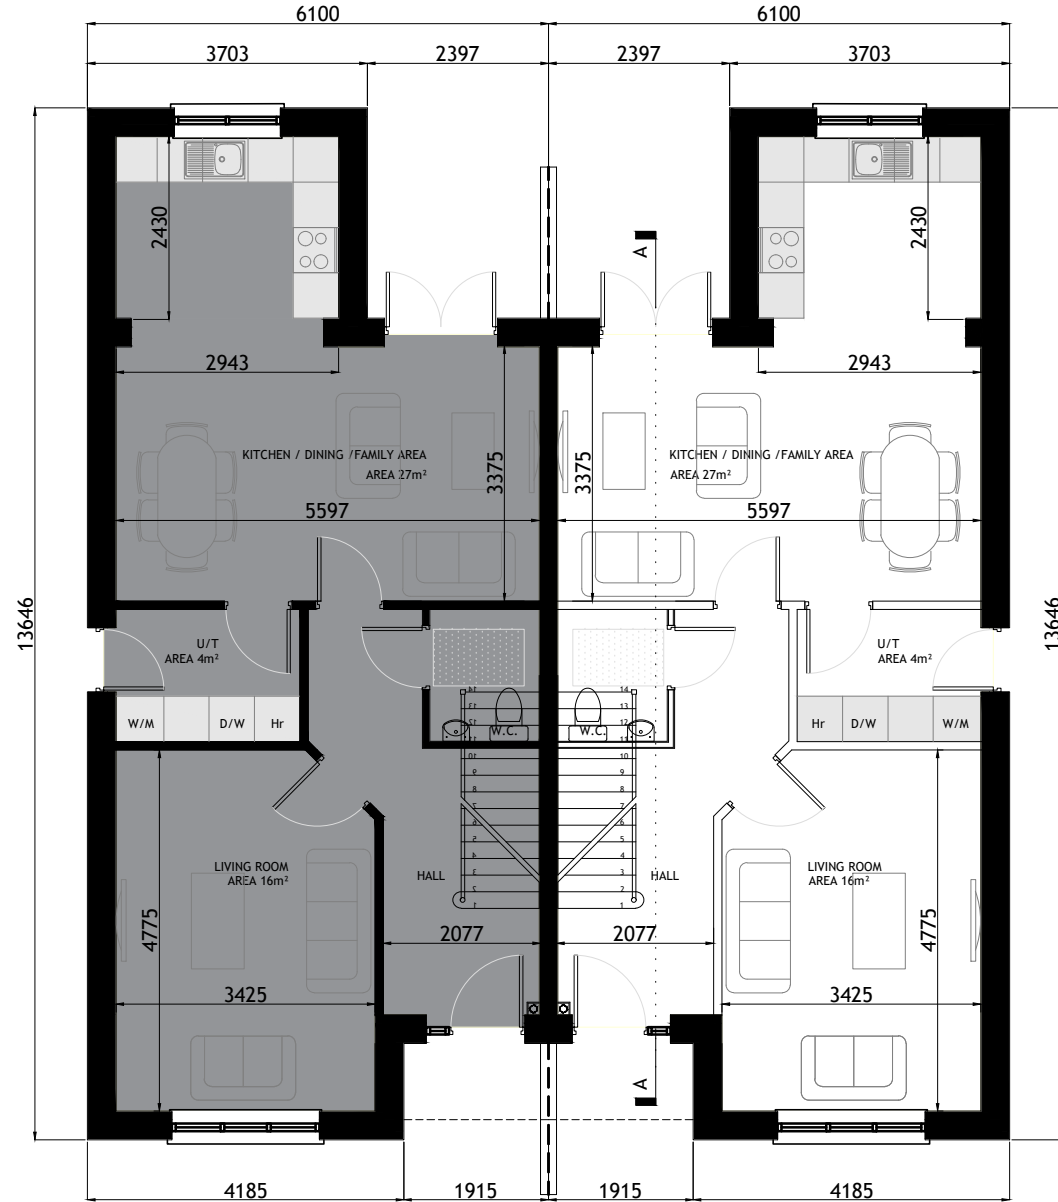 6100 6100
3703 2397 2397 3703
2430 2430
A
2943 2943
KITCHEN / DINING /FAMILY AREA KITCHEN / DINING /FAMILY AREA
AREA 27m² AREA 27m²
3375 3375
5597 5597
13646 13646
U/T U/T
AREA 4m² AREA 4m²
W/M D/W Hr Hr D/W W/M
W.C. W.C.
14 14
13 13
12 12
11 11
10 10
9 9
8 8
7 7
6 6
5 5
4 4
3 3
2 2
1 1
LIVING ROOM LIVING ROOM
AREA 16m² AREA 16m²
HALL HALL
4775 4775
2077 2077
3425 3425
A
4185 1915 1915 4185